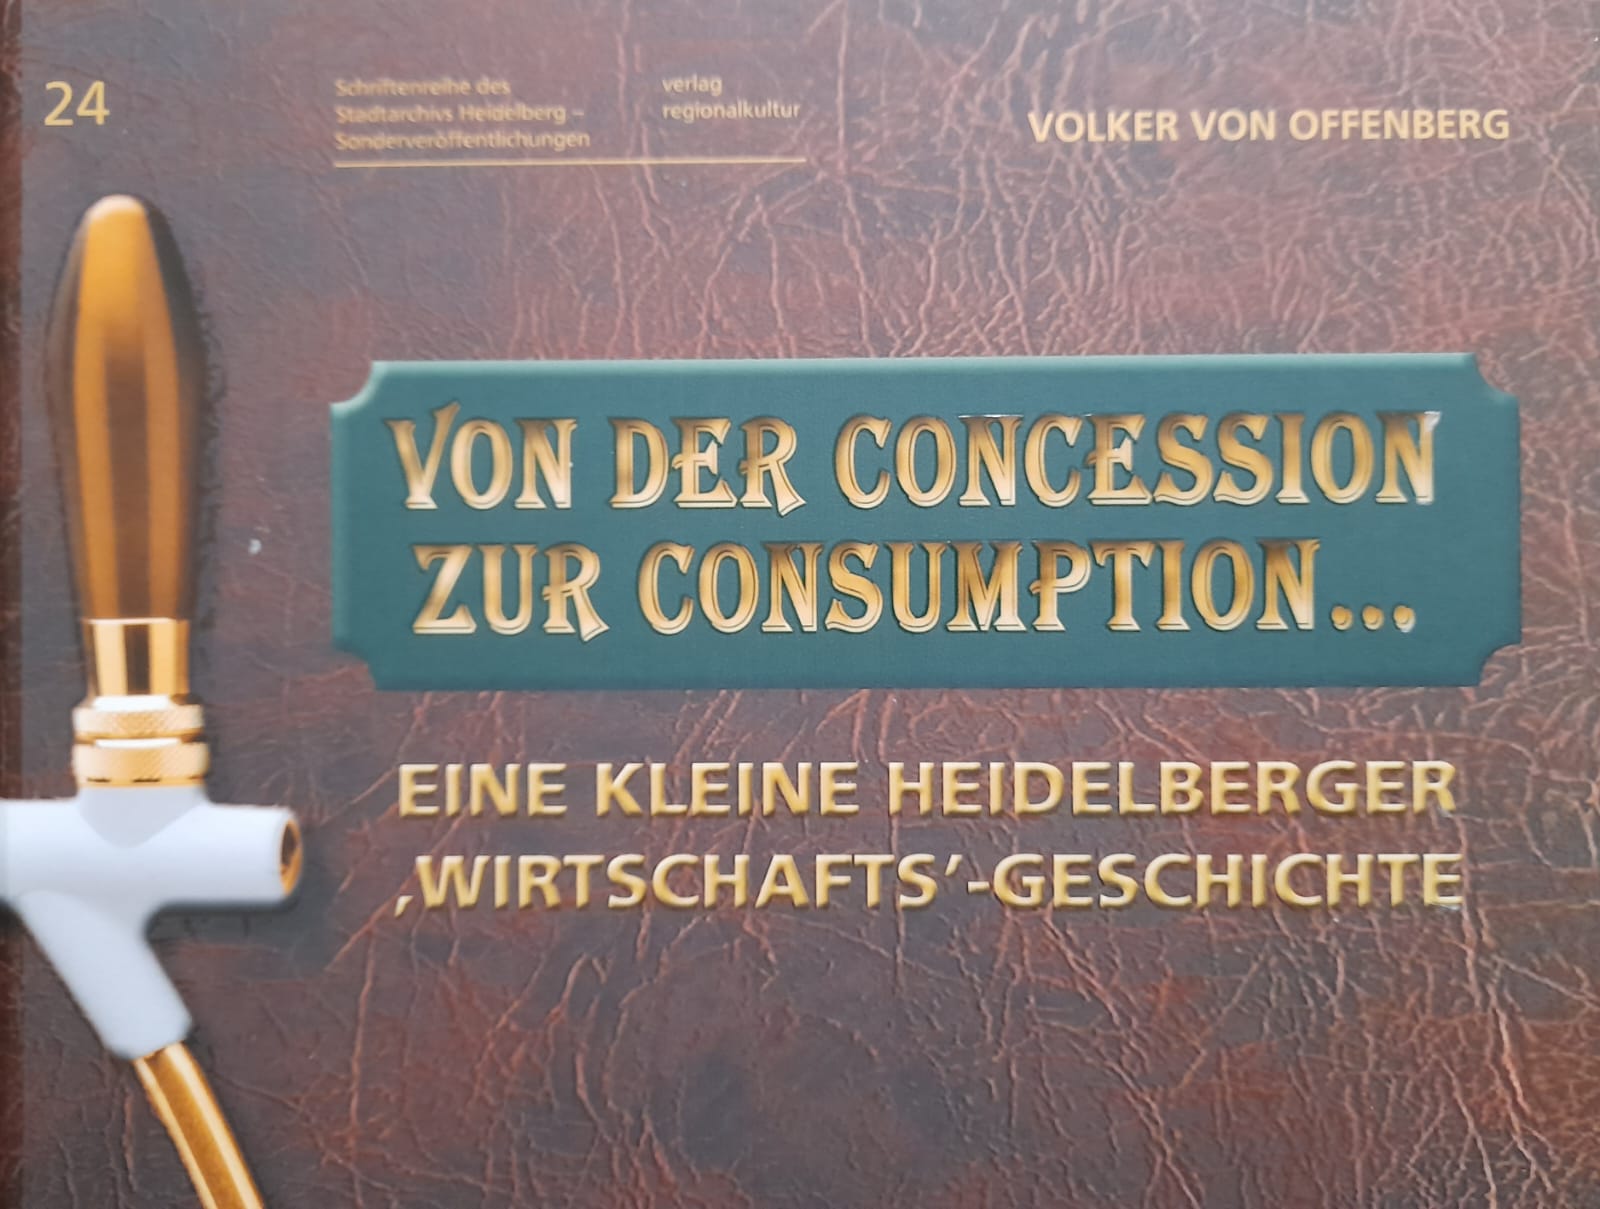 24
Schriftenreihe des
Stadtarchivs Heidelberg –
Sonderveröffentlichungen
verlag
regionalkultur
VOLKER VON OFFENBERG
VON DER CONCESSION
ZUR CONSUMPTION...
EINE KLEINE HEIDELBERGER
‚WIRTSCHAFTS’-GESCHICHTE